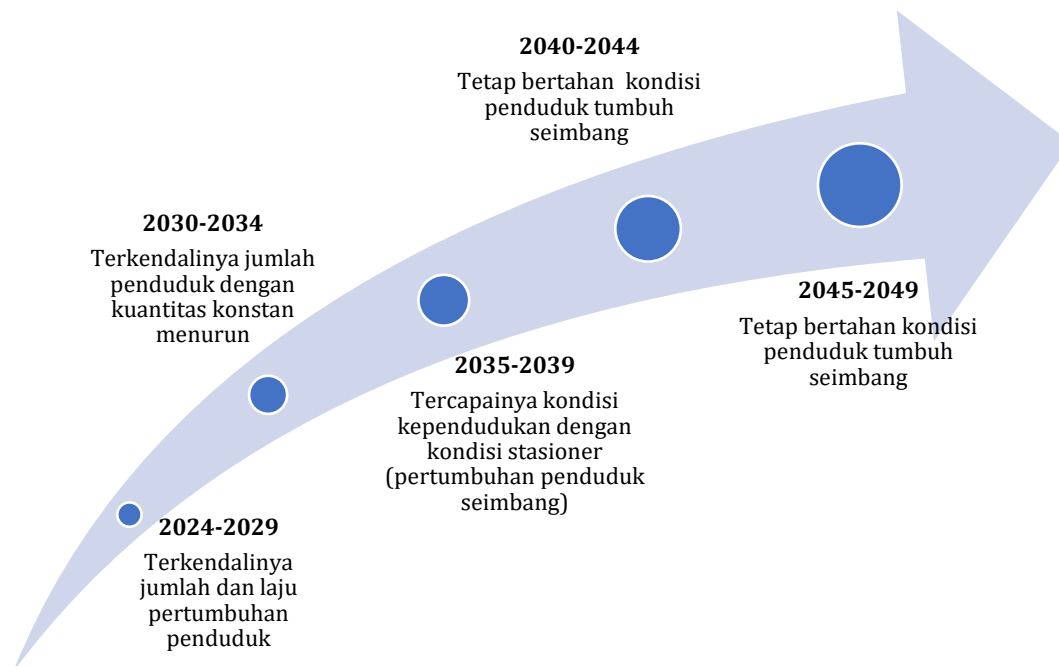 2024-2029
Terkendalinya
jumlah dan laju
pertumbuhan
penduduk
2030-2034
Terkendalinya jumlah
penduduk dengan
kuantitas konstan
menurun
2035-2039
Tercapainya kondisi
kependudukan dengan
kondisi stasioner
(pertumbuhan penduduk
seimbang)
2040-2044
Tetap bertahan  kondisi
penduduk tumbuh
seimbang
2045-2049
Tetap bertahan kondisi
penduduk tumbuh
seimbang